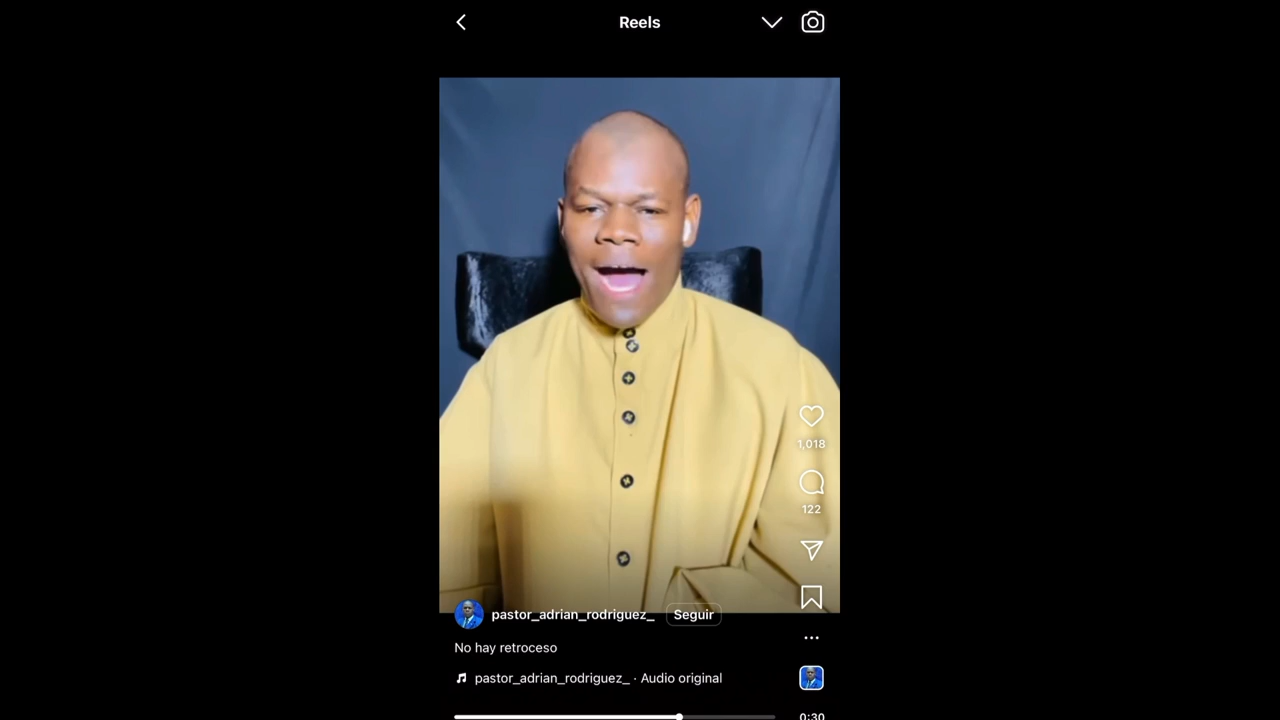 Reels
1,018
122
pastor_adrian_rodriguez_ Seguir
No hay retroceso
pastor_adrian_rodriguez_ · Audio original
0:30